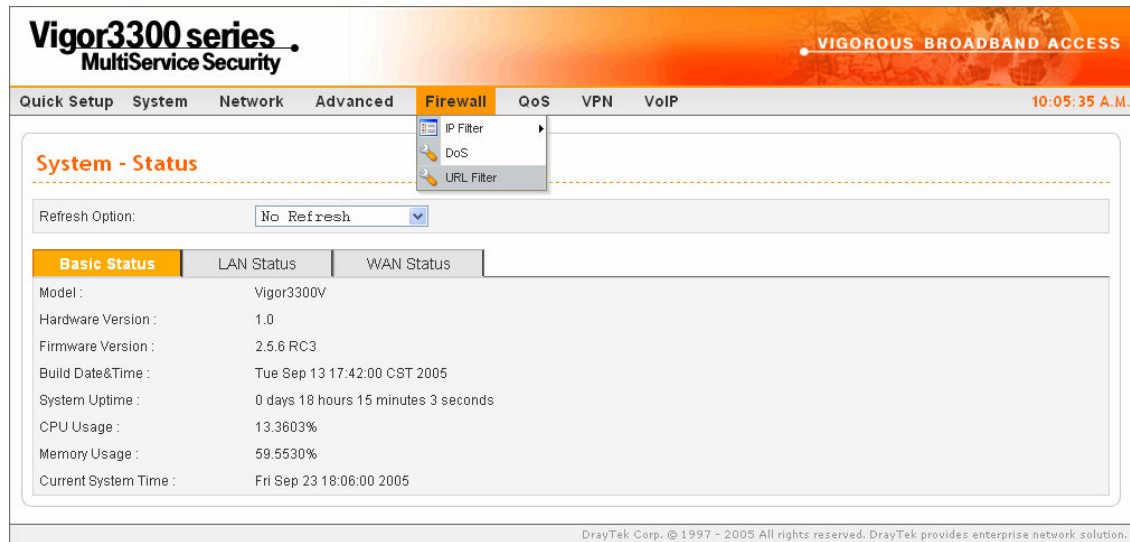 Vigor3300 series
MultiService Security
VIGOROUS BROADBAND ACCESS
Quick Setup System Network Advanced Firewall QoS VPN VoIP 10:05:35 A.M.
IP Filter
DoS
URL Filter
System - Status
Refresh Option: No Refresh
Basic Status LAN Status WAN Status
Model : Vigor3300V
Hardware Version : 1.0
Firmware Version : 2.5.6 RC3
Build Date&Time : Tue Sep 13 17:42:00 CST 2005
System Uptime : 0 days 18 hours 15 minutes 3 seconds
CPU Usage : 13.3603%
Memory Usage : 59.5530%
Current System Time : Fri Sep 23 18:06:00 2005
DrayTek Corp. © 1997 - 2005 All rights reserved. DrayTek provides enterprise network solution.